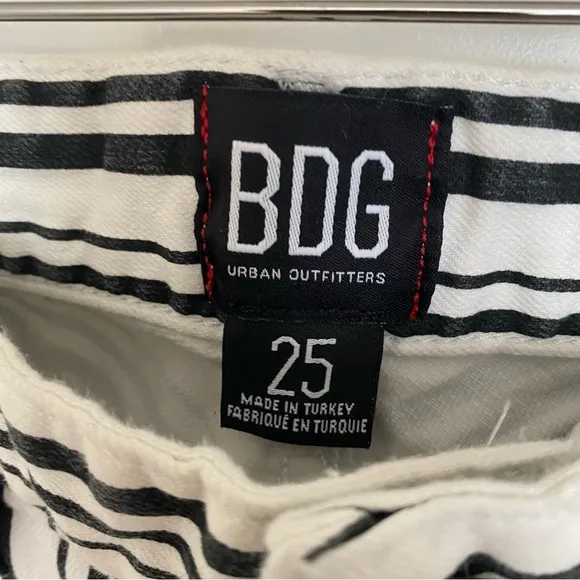 BDG
URBAN OUTFITTERS
25
MADE IN TURKEY
FABRIQUÉ EN TURQUIE